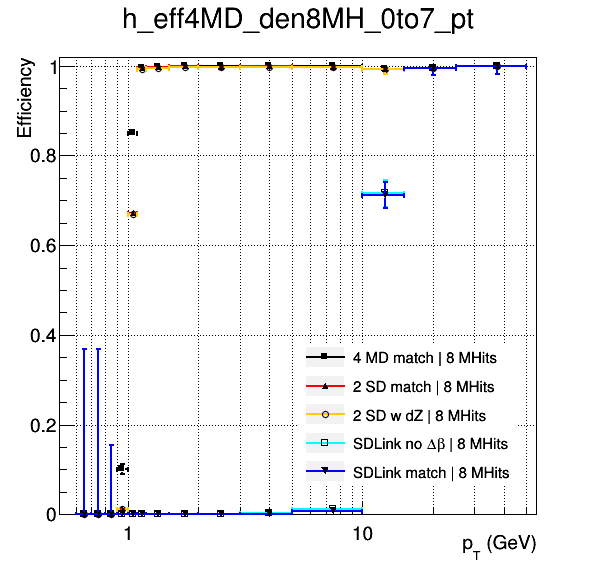 h_eff4MD_den8MH_0to7_pt
Efficiency
1
0.8
0.6
0.4
0.2
0
4 MD match | 8 MHits
2 SD match | 8 MHits
2 SD w dZ | 8 MHits
SDLink no Δβ | 8 MHits
SDLink match | 8 MHits
1
10
p_T (GeV)